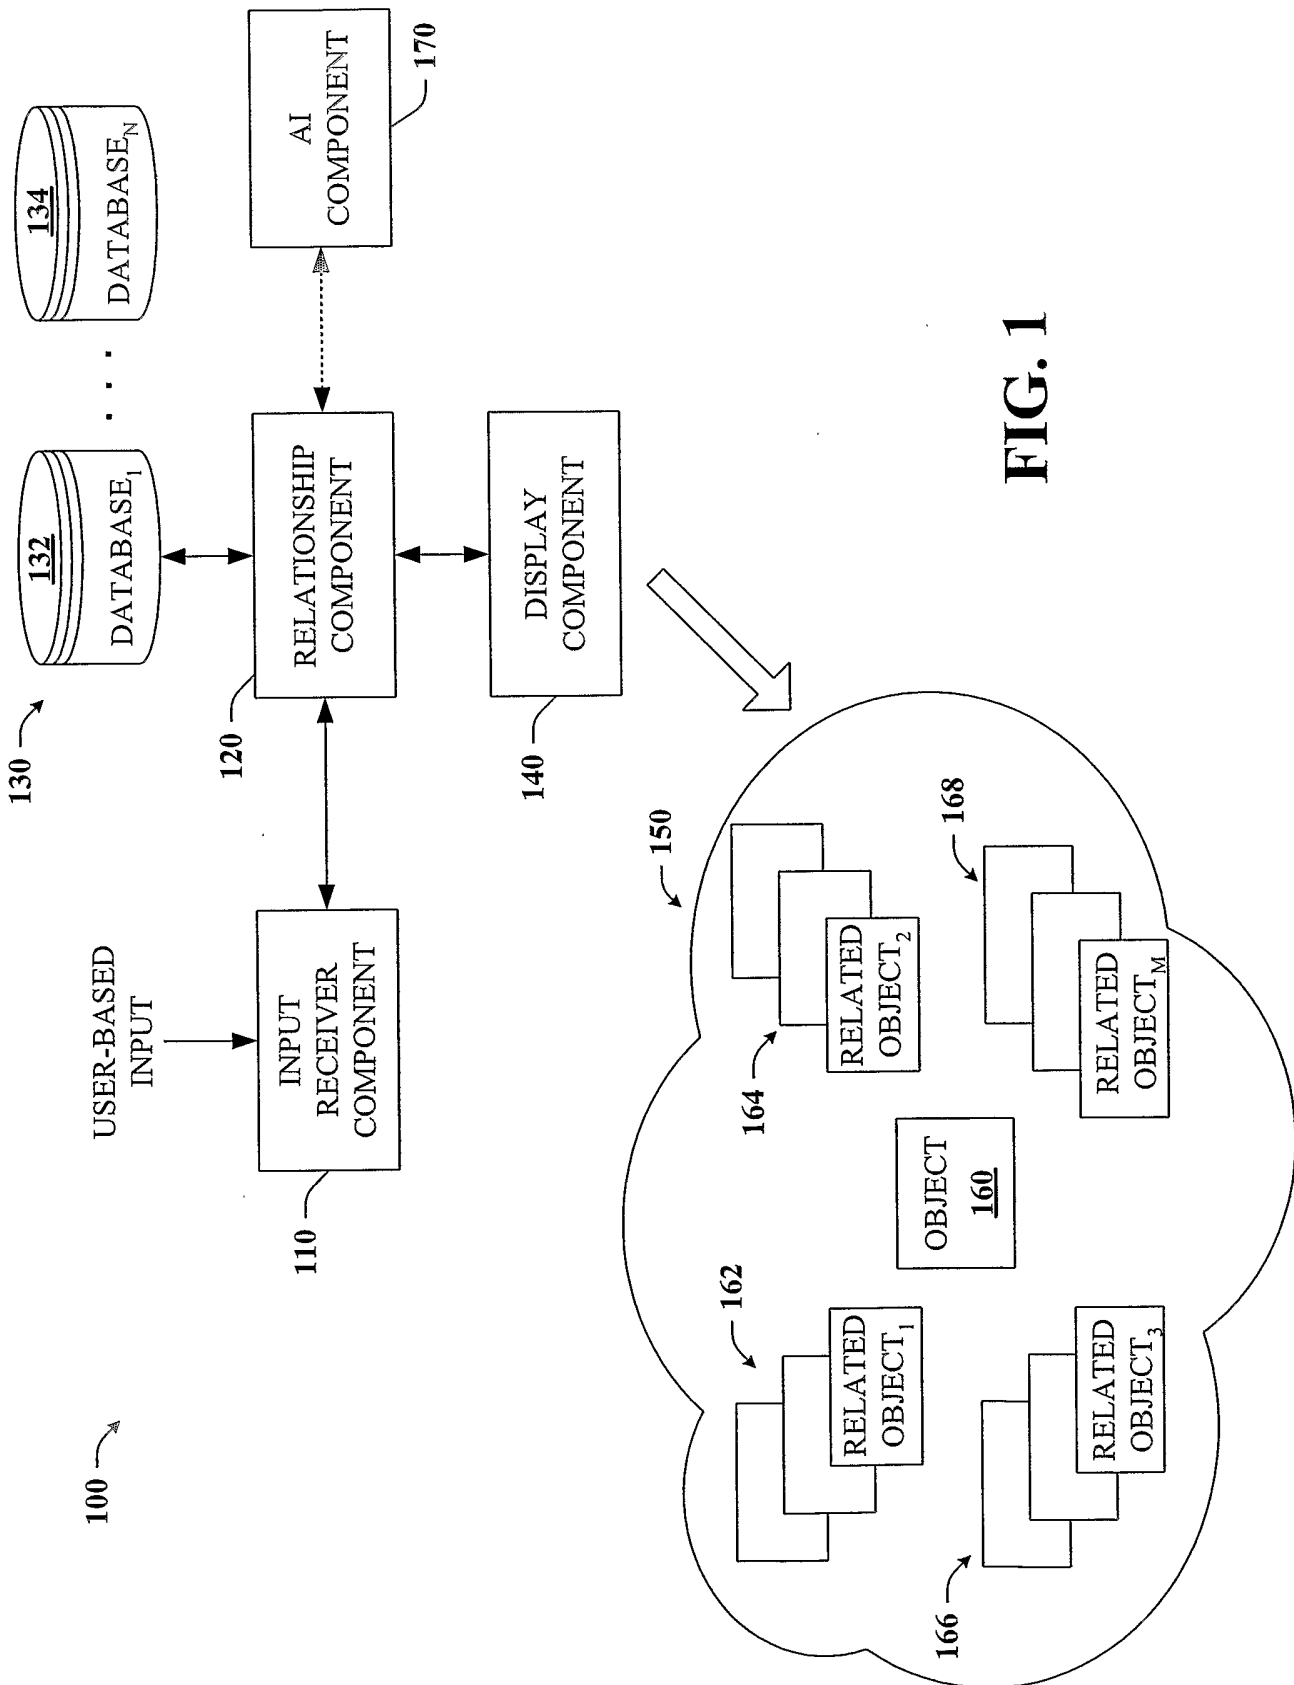 100
130
132
DATABASE1
. . .
134
DATABASEN
USER-BASED
INPUT
110
INPUT
RECEIVER
COMPONENT
120
RELATIONSHIP
COMPONENT
AI
COMPONENT
170
140
DISPLAY
COMPONENT
150
162
RELATED
OBJECT1
164
RELATED
OBJECT2
OBJECT
160
166
RELATED
OBJECT3
168
RELATED
OBJECTM
FIG. 1